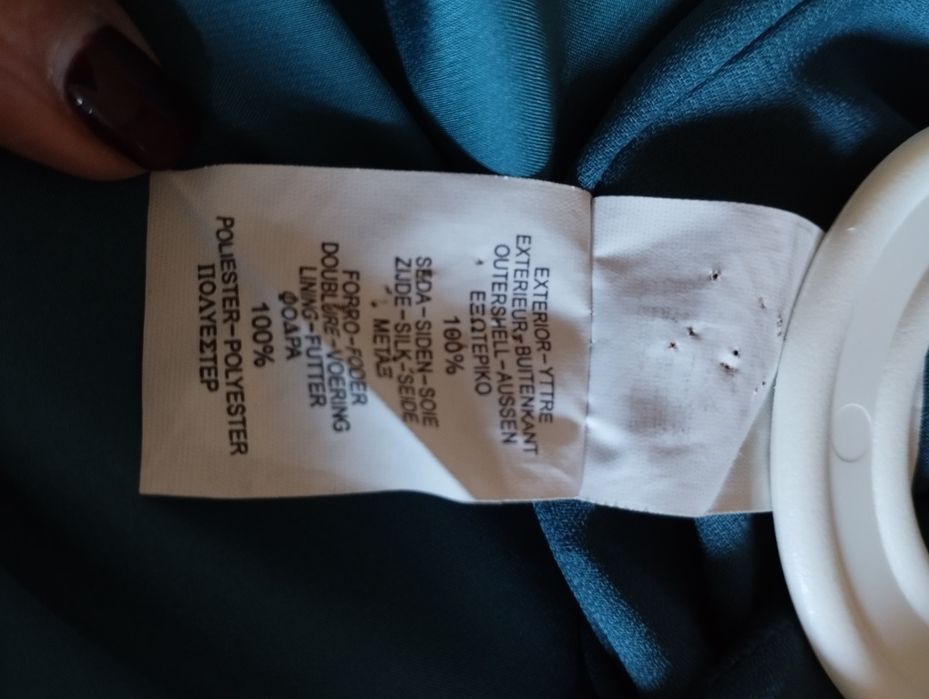 EXTERIOR-YTTRE
EXTERIEUR-BUITENKANT
OUTERSHELL-AUSSEN
ΕΞΩΤΕΡΙΚΟ
100%
SEDA-SIDEN-SOIE
ZIJDE-SILK-SEIDE
ΜΕΤΑΞ
FORRO-FODER
DOUBLURE-VOERING
LINING-FUTTER
ΦΟΔΡΑ
100%
POLIESTER-POLYESTER
ΠΟΛΥΕΣΤΕΡ